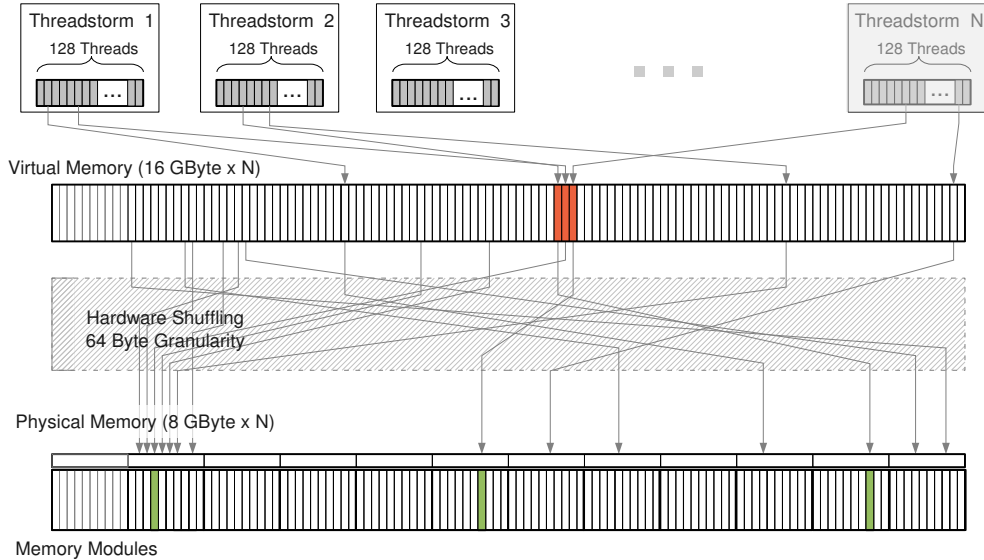 Threadstorm 1
Threadstorm 2
Threadstorm 3
Threadstorm N
128 Threads
128 Threads
128 Threads
128 Threads
...
...
...
...
Virtual Memory (16 GByte x N)
Hardware Shuffling
64 Byte Granularity
Physical Memory (8 GByte x N)
Memory Modules